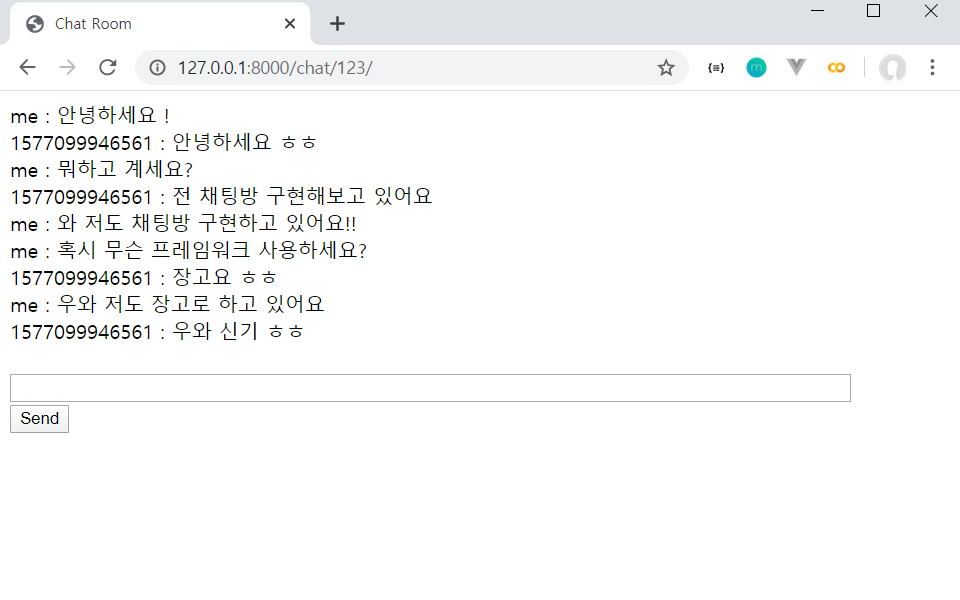 Chat Room
127.0.0.1:8000/chat/123/
me : 안녕하세요 !
1577099946561 : 안녕하세요 ㅎㅎ
me : 뭐하고 계세요?
1577099946561 : 전 채팅방 구현해보고 있어요
me : 와 저도 채팅방 구현하고 있어요!!
me : 혹시 무슨 프레임워크 사용하세요?
1577099946561 : 장고요 ㅎㅎ
me : 우와 저도 장고로 하고 있어요
1577099946561 : 우와 신기 ㅎㅎ
Send